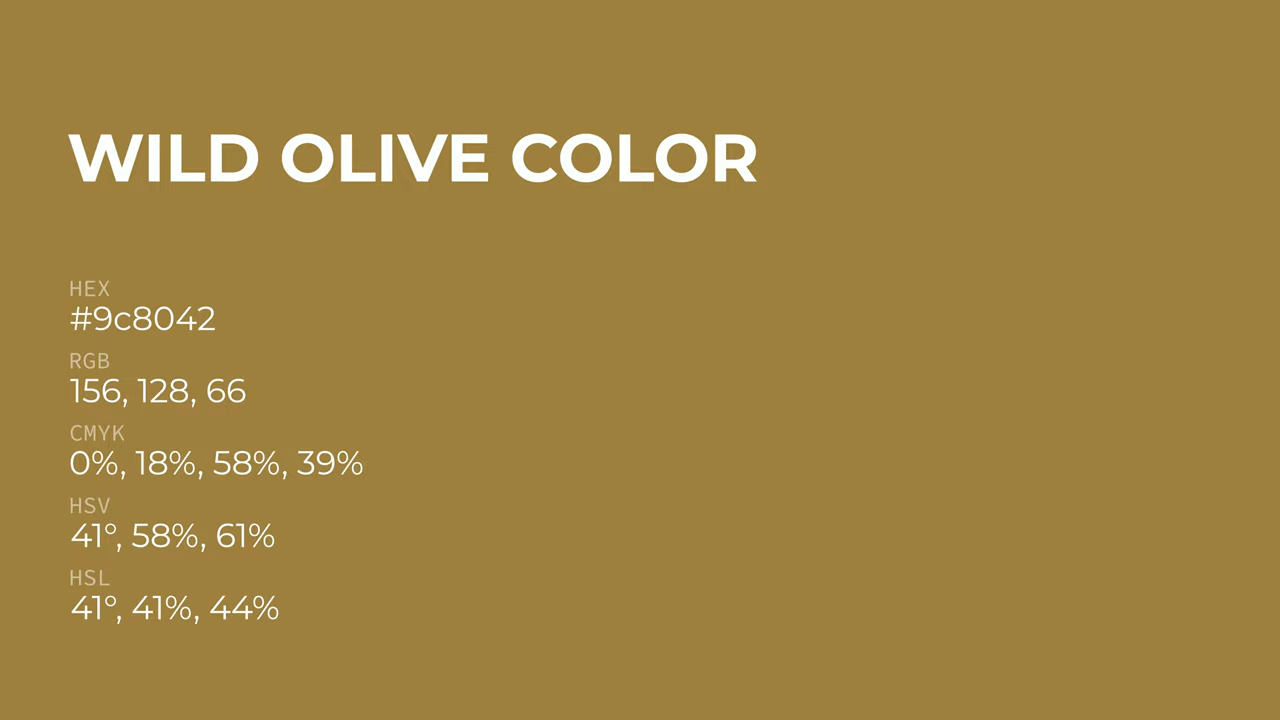 WILD OLIVE COLOR
HEX
#9c8042
RGB
156, 128, 66
CMYK
0%, 18%, 58%, 39%
HSV
41°, 58%, 61%
HSL
41°, 41%, 44%